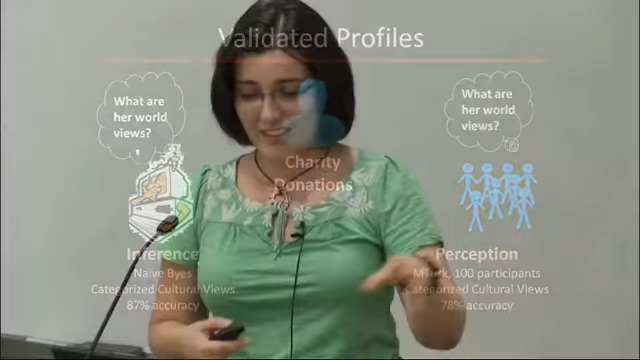 Validated Profiles
What are
her world
views?
What are
her world
views?
Charity
Donations
Inference
Naïve Byes
Categorized Cultural Views
87% accuracy
Perception
MTurk, 100 participants
Categorized Cultural Views
78% accuracy